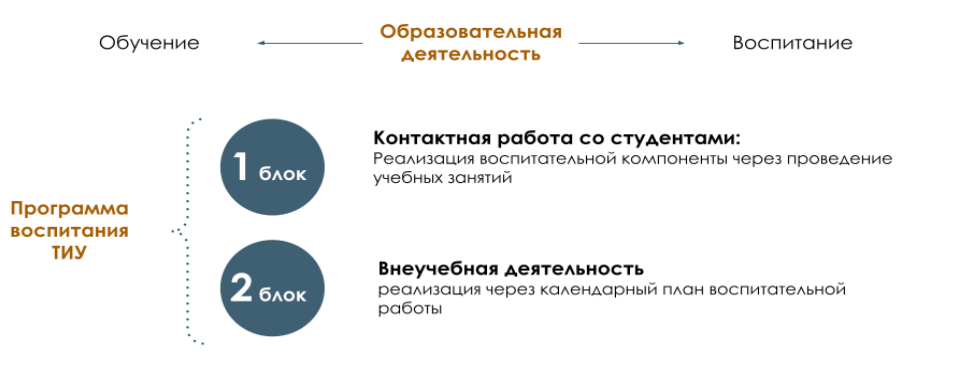 Обучение
Образовательная
деятельность
Воспитание
Программа
воспитания
ТИУ
1 блок
Контактная работа со студентами:
Реализация воспитательной компоненты через проведение
учебных занятий
2 блок
Внеучебная деятельность
реализация через календарный план воспитательной
работы